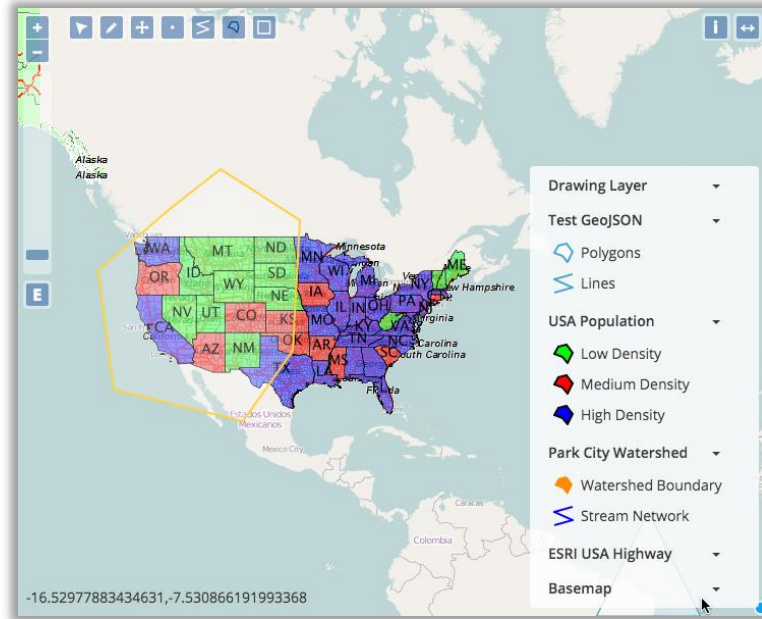 +
i
−
Alaska
Alaska
E
WA
MT
ND
MN
Minnesota
ME
OR
ID
SD
WI
MI
NY
New Hampshire
WY
IA
NE
PA
NV
UT
CO
IL
IN
OH
KS
MO
KY
VA
CA
TN
NC
Carolina
AZ
NM
OK
AR
SC
South Carolina
MS
TX
LA
Estados Unidos
Mexicanos
Mexico City
Caracas
Colombia
Drawing Layer
Test GeoJSON
Polygons
Lines
USA Population
Low Density
Medium Density
High Density
Park City Watershed
Watershed Boundary
Stream Network
ESRI USA Highway
Basemap
-16.52977883434631,-7.530866191993368